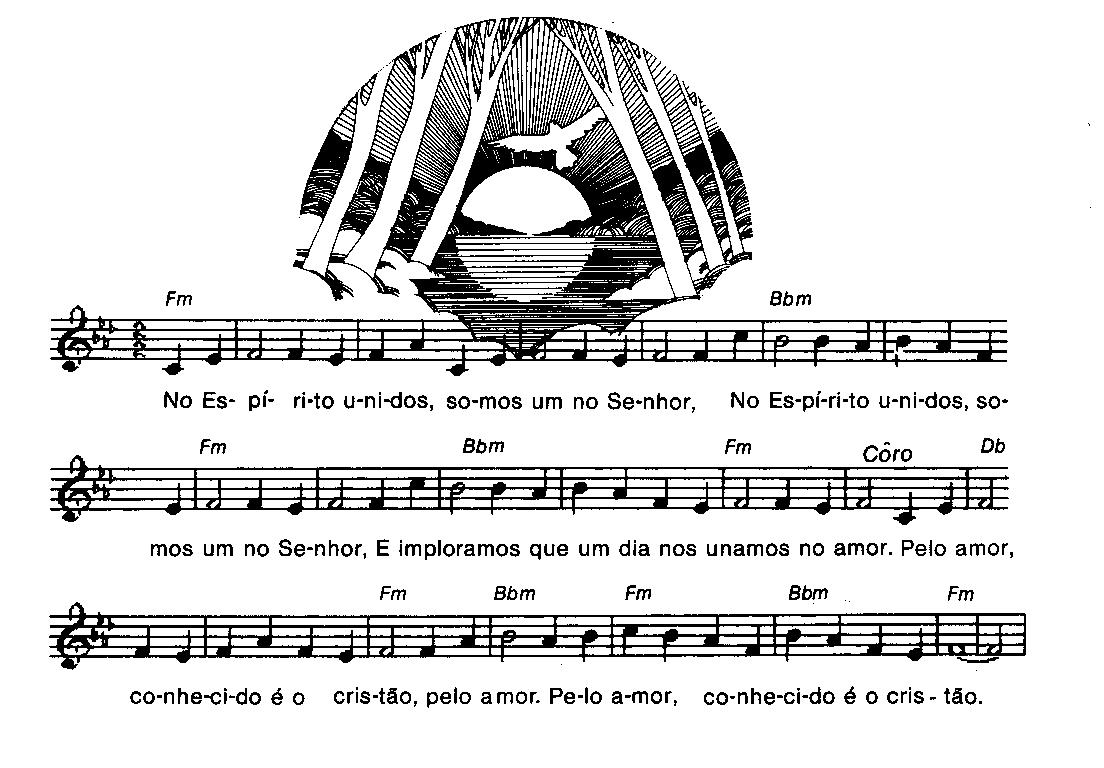 Fm Bbm
No Es- pí- ri-to u-ni-dos, so-mos um no Se-nhor, No Es-pí-ri-to u-ni-dos, so-
Fm Bbm Fm Côro Db
mos um no Se-nhor, E imploramos que um dia nos unamos no amor. Pelo amor,
Fm Bbm Fm Bbm Fm
co-nhe-ci-do é o cris-tão, pelo amor. Pe-lo a-mor, co-nhe-ci-do é o cris - tão.